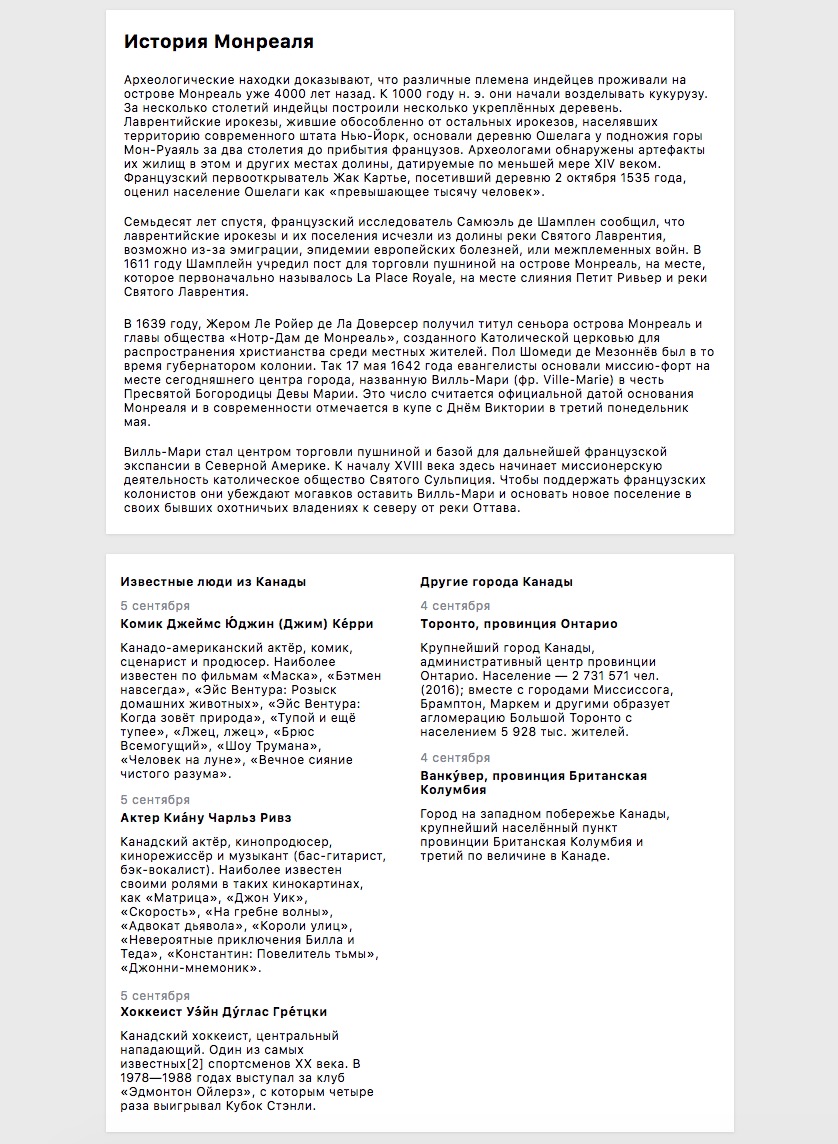 История Монреаля
Археологические находки доказывают, что различные племена индейцев проживали на
острове Монреаль уже 4000 лет назад. К 1000 году н. э. они начали возделывать кукурузу.
За несколько столетий индейцы построили несколько укреплённых деревень.
Лаврентийские ирокезы, жившие обособленно от остальных ирокезов, населявших
территорию современного штата Нью-Йорк, основали деревню Ошелага у подножия горы
Мон-Руаяль за два столетия до прибытия французов. Археологами обнаружены артефакты
их жилищ в этом и других местах долины, датируемые по меньшей мере XIV веком.
Французский первооткрыватель Жак Картье, посетивший деревню 2 октября 1535 года,
оценил население Ошелаги как «превышающее тысячу человек».
Семьдесят лет спустя, французский исследователь Самюэль де Шамплен сообщил, что
лаврентийские ирокезы и их поселения исчезли из долины реки Святого Лаврентия,
возможно из-за эмиграции, эпидемии европейских болезней, или межплеменных войн. В
1611 году Шамплейн учредил пост для торговли пушниной на острове Монреаль, на месте,
которое первоначально называлось La Place Royale, на месте слияния Петит Ривьер и реки
Святого Лаврентия.
В 1639 году, Жером Ле Ройер де Ла Доверсер получил титул сеньора острова Монреаль и
главы общества «Нотр-Дам де Монреаль», созданного Католической церковью для
распространения христианства среди местных жителей. Пол Шомеди де Мезоннёв был в то
время губернатором колонии. Так 17 мая 1642 года евангелисты основали миссию-форт на
месте сегодняшнего центра города, названную Вилль-Мари (фр. Ville-Marie) в честь
Пресвятой Богородицы Девы Марии. Это число считается официальной датой основания
Монреаля и в современности отмечается в купе с Днём Виктории в третий понедельник
мая.
Вилль-Мари стал центром торговли пушниной и базой для дальнейшей французской
экспансии в Северной Америке. К началу XVIII века здесь начинает миссионерскую
деятельность католическое общество Святого Сульпиция. Чтобы поддержать французских
колонистов они убеждают могавков оставить Вилль-Мари и основать новое поселение в
своих бывших охотничьих владениях к северу от реки Оттава.
Известные люди из Канады
5 сентября
Комик Джеймс Ю́джин (Джим) Ке́рри
Канадо-американский актёр, комик,
сценарист и продюсер. Наиболее
известен по фильмам «Маска», «Бэтмен
навсегда», «Эйс Вентура: Розыск
домашних животных», «Эйс Вентура:
Когда зовёт природа», «Тупой и ещё
тупее», «Лжец, лжец», «Брюс
Всемогущий», «Шоу Трумана»,
«Человек на луне», «Вечное сияние
чистого разума».
5 сентября
Актер Киа́ну Чарльз Ривз
Канадский актёр, кинопродюсер,
кинорежиссёр и музыкант (бас-гитарист,
бэк-вокалист). Наиболее известен
своими ролями в таких кинокартинах,
как «Матрица», «Джон Уик»,
«Скорость», «На гребне волны»,
«Адвокат дьявола», «Короли улиц»,
«Невероятные приключения Билла и
Теда», «Константин: Повелитель тьмы»,
«Джонни-мнемоник».
5 сентября
Хоккеист Уэ́йн Ду́глас Гре́тцки
Канадский хоккеист, центральный
нападающий. Один из самых
известных[2] спортсменов XX века. В
1978—1988 годах выступал за клуб
«Эдмонтон Ойлерз», с которым четыре
раза выигрывал Кубок Стэнли.
Другие города Канады
4 сентября
Торонто, провинция Онтарио
Крупнейший город Канады,
административный центр провинции
Онтарио. Население — 2 731 571 чел.
(2016); вместе с городами Миссиссога,
Брамптон, Маркем и другими образует
агломерацию Большой Торонто с
населением 5 928 тыс. жителей.
4 сентября
Ванку́вер, провинция Британская
Колумбия
Город на западном побережье Канады,
крупнейший населённый пункт
провинции Британская Колумбия и
третий по величине в Канаде.